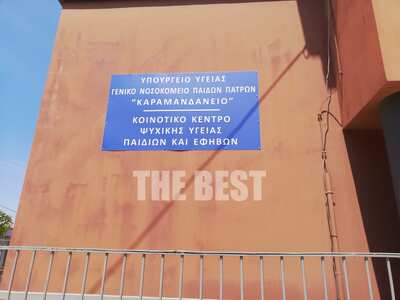 ΥΠΟΥΡΓΕΙΟ ΥΓΕΙΑΣ
ΓΕΝΙΚΟ ΝΟΣΟΚΟΜΕΙΟ ΠΑΙΔΩΝ ΠΑΤΡΩΝ
"ΚΑΡΑΜΑΝΔΑΝΕΙΟ"
ΚΟΙΝΟΤΙΚΟ ΚΕΝΤΡΟ
ΨΥΧΙΚΗΣ ΥΓΕΙΑΣ
ΠΑΙΔΙΩΝ ΚΑΙ ΕΦΗΒΩΝ
THE BEST